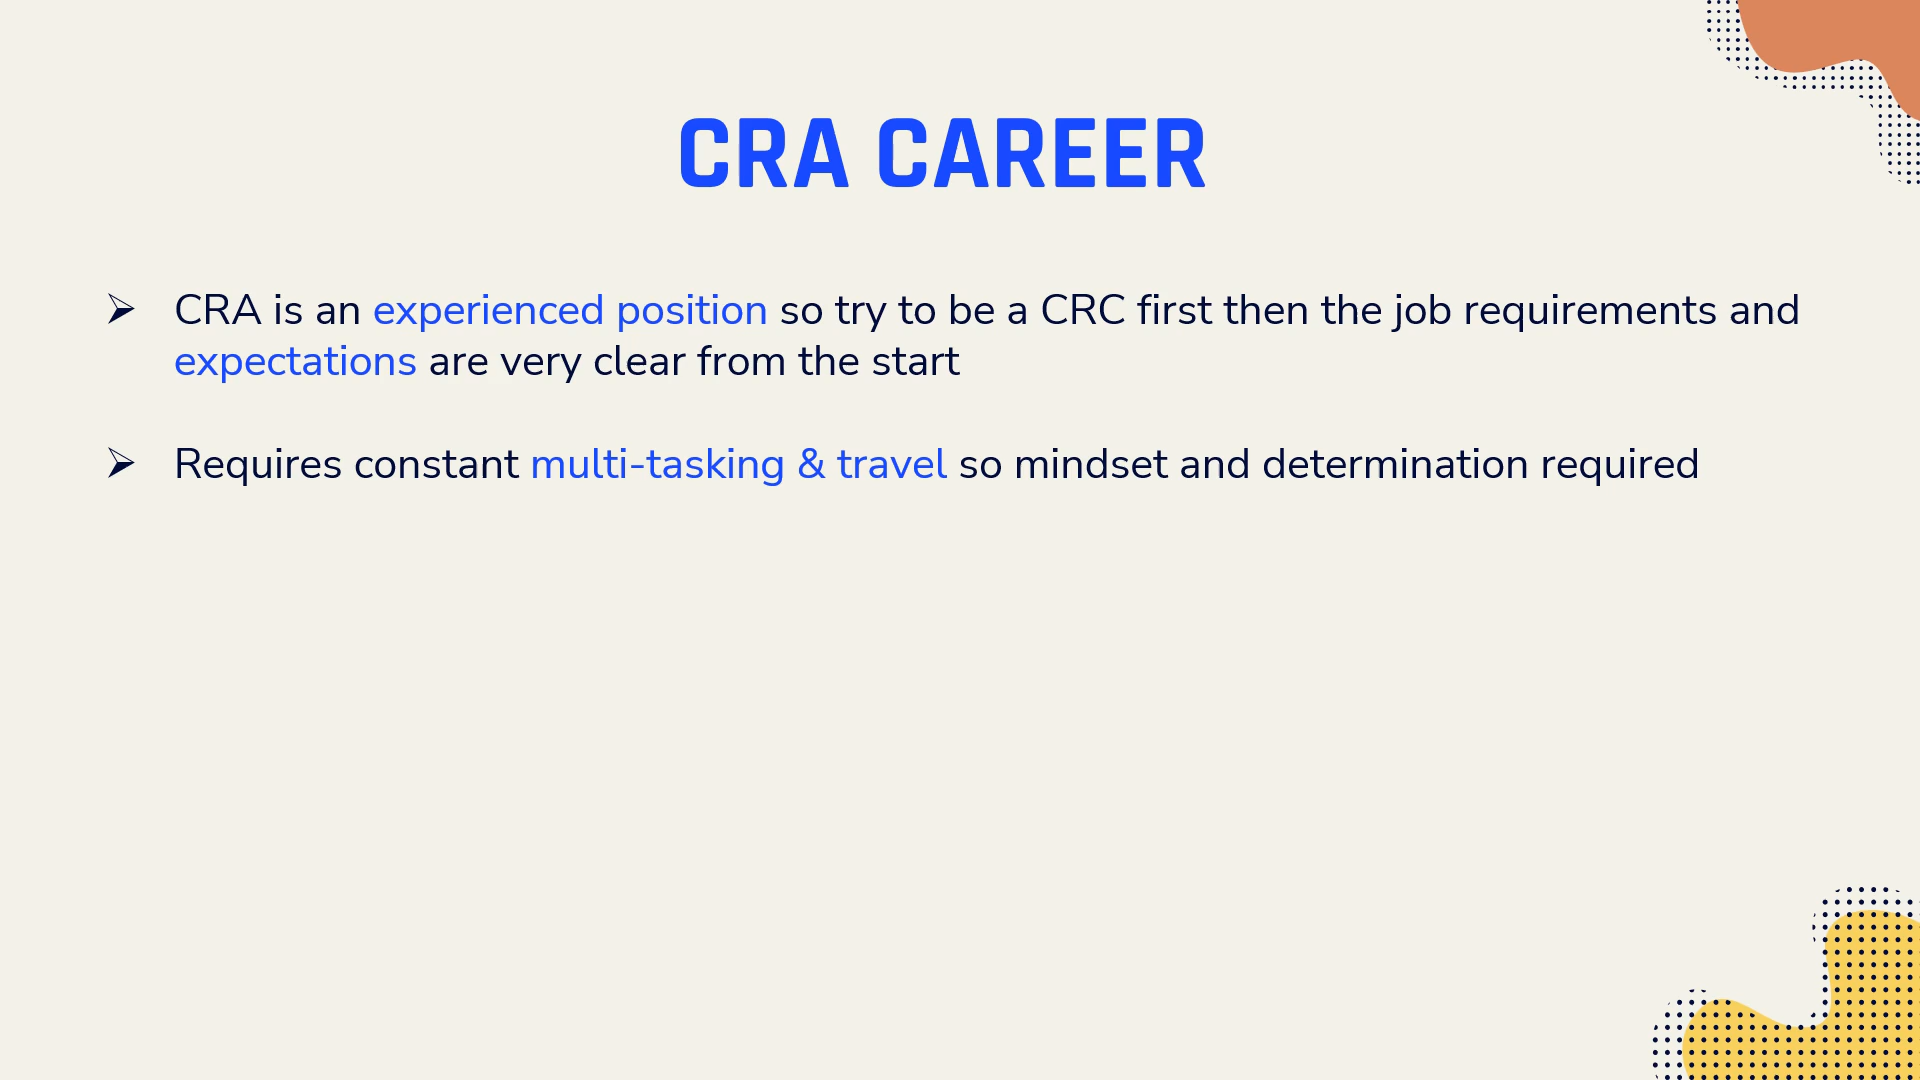 CRA CAREER
➢ CRA is an experienced position so try to be a CRC first then the job requirements and
expectations are very clear from the start
➢ Requires constant multi-tasking & travel so mindset and determination required